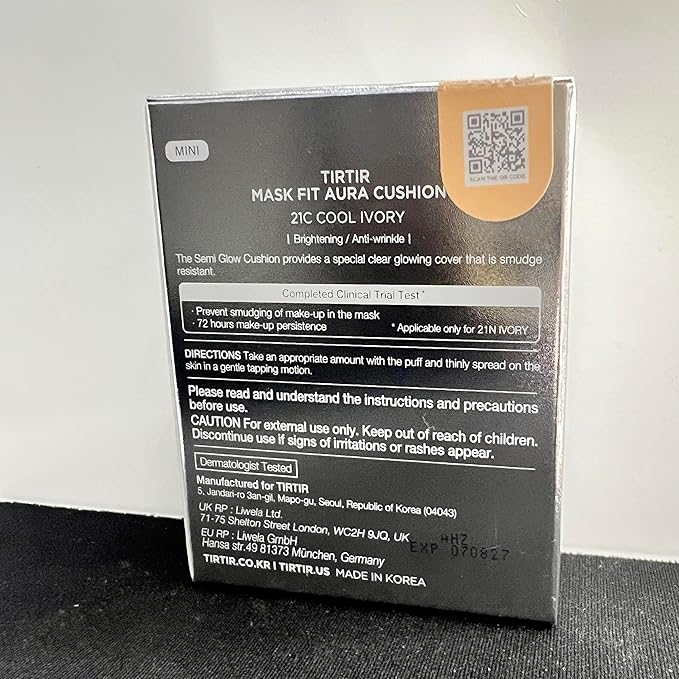 MINI
SCAN THE QR CODE
TIRTIR
MASK FIT AURA CUSHION
21C COOL IVORY
| Brightening / Anti-wrinkle |
The Semi Glow Cushion provides a special clear glowing cover that is smudge
resistant.
Completed Clinical Trial Test*
· Prevent smudging of make-up in the mask
· 72 hours make-up persistence * Applicable only for 21N IVORY
DIRECTIONS Take an appropriate amount with the puff and thinly spread on the
skin in a gentle tapping motion.
Please read and understand the instructions and precautions
before use.
CAUTION For external use only. Keep out of reach of children.
Discontinue use if signs of irritations or rashes appear.
Dermatologist Tested
Manufactured for TIRTIR
5, Jandari-ro 3an-gil, Mapo-gu, Seoul, Republic of Korea (04043)
UK RP : Liwela Ltd.
71-75 Shelton Street London, WC2H 9JQ, UK
EU RP : Liwela GmbH
Hansa str.49 81373 München, Germany
AHZ
EXP 070827
TIRTIR.CO.KR | TIRTIR.US MADE IN KOREA